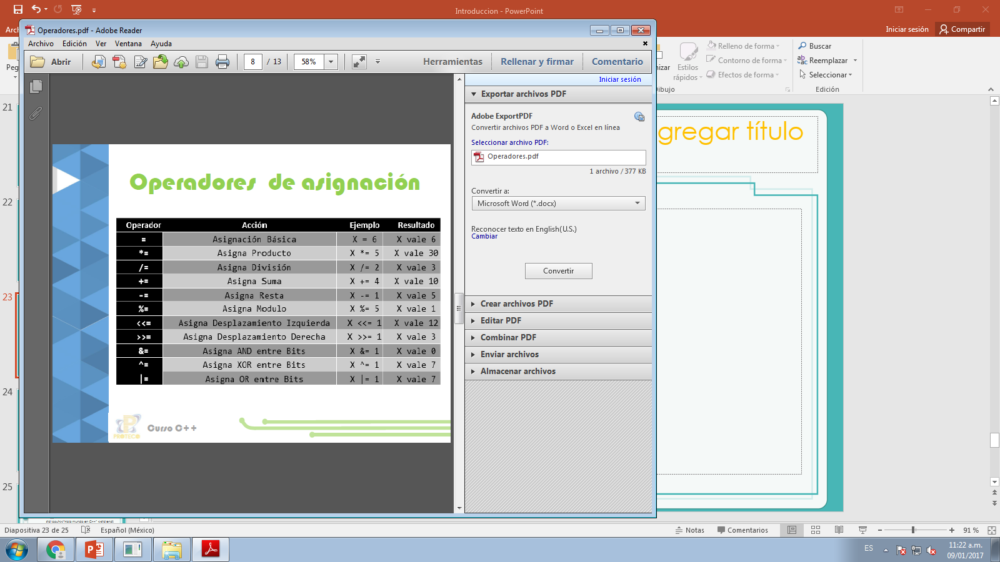 Introduccion - PowerPoint
Iniciar sesión
Compartir
Operadores.pdf - Adobe Reader
Archivo Edición Ver Ventana Ayuda
Abrir
8 / 13
58%
Herramientas Rellenar y firmar Comentario
Iniciar sesión
Exportar archivos PDF
Adobe ExportPDF
Convertir archivos PDF a Word o Excel en línea
Seleccionar archivo PDF:
Operadores.pdf
1 archivo / 377 KB
Convertir a:
Microsoft Word (*.docx)
Reconocer texto en English(U.S.)
Cambiar
Convertir
Crear archivos PDF
Editar PDF
Combinar PDF
Enviar archivos
Almacenar archivos
Operadores de asignación
Operador Acción Ejemplo Resultado
= Asignación Básica X = 6 X vale 6
*= Asigna Producto X *= 5 X vale 30
/= Asigna División X /= 2 X vale 3
+= Asigna Suma X += 4 X vale 10
-= Asigna Resta X -= 1 X vale 5
%= Asigna Modulo X %= 5 X vale 1
<<= Asigna Desplazamiento Izquierda X <<= 1 X vale 12
>>= Asigna Desplazamiento Derecha X >>= 1 X vale 3
&= Asigna AND entre Bits X &= 1 X vale 0
^= Asigna XOR entre Bits X ^= 1 X vale 7
|= Asigna OR entre Bits X |= 1 X vale 7
PROTECO
Curso C++
Relleno de forma
Contorno de forma
Efectos de forma
Estilos
rápidos
Buscar
Reemplazar
Seleccionar
Edición
gregar título
21
22
23
24
25
Diapositiva 23 de 25 Español (México)
Notas Comentarios 91 %
ES
11:22 a.m.
09/01/2017